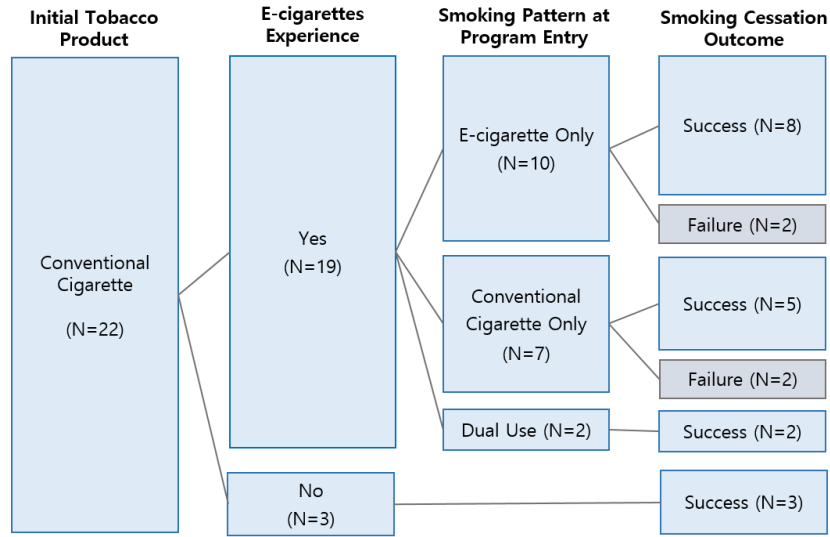 Initial Tobacco
Product
E-cigarettes
Experience
Smoking Pattern at
Program Entry
Smoking Cessation
Outcome
Conventional
Cigarette
(N=22)
Yes
(N=19)
No
(N=3)
E-cigarette Only
(N=10)
Conventional
Cigarette Only
(N=7)
Dual Use (N=2)
Success (N=8)
Failure (N=2)
Success (N=5)
Failure (N=2)
Success (N=2)
Success (N=3)